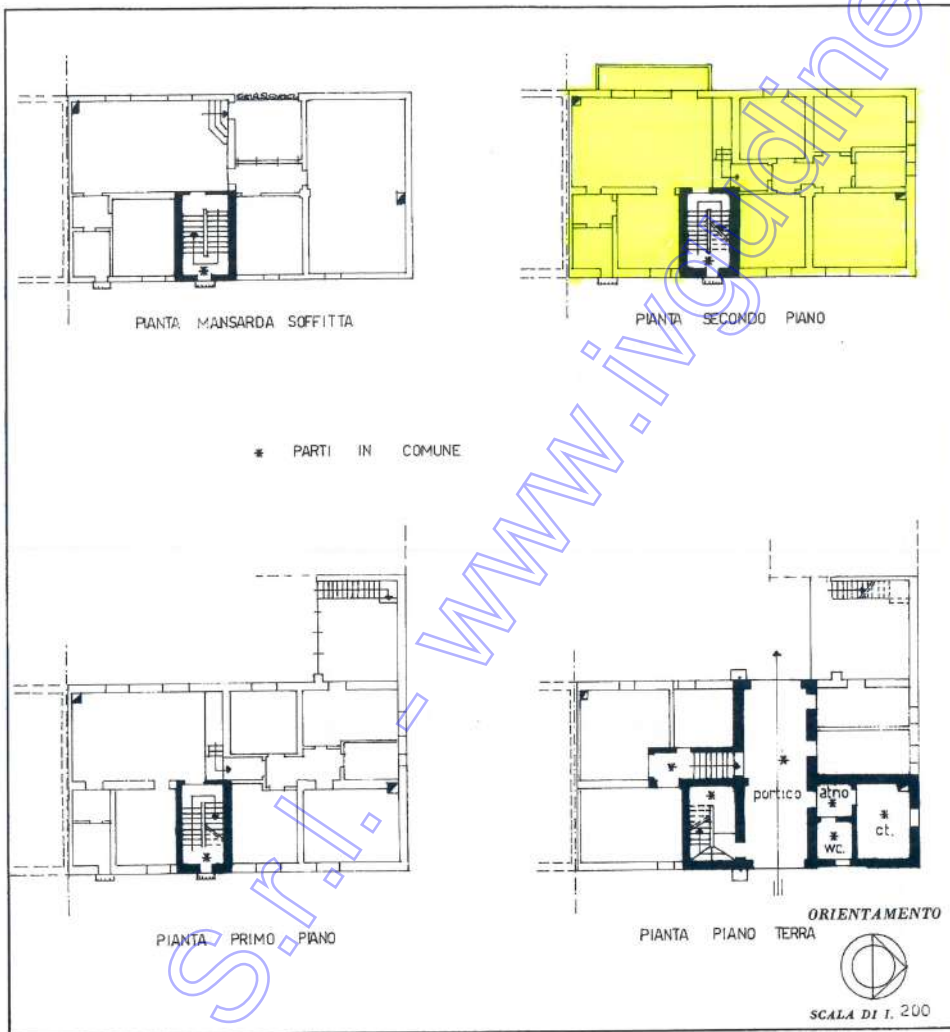 PIANTA MANSARDA SOFFITTA
PIANTA SECONDO PIANO
* PARTI IN COMUNE
*
*
*
*
*
portico
atrio
*
*
ct.
*
wc.
*
PIANTA PRIMO PIANO
PIANTA PIANO TERRA
ORIENTAMENTO
SCALA DI 1. 200
S.r.l. - www.ivgudine